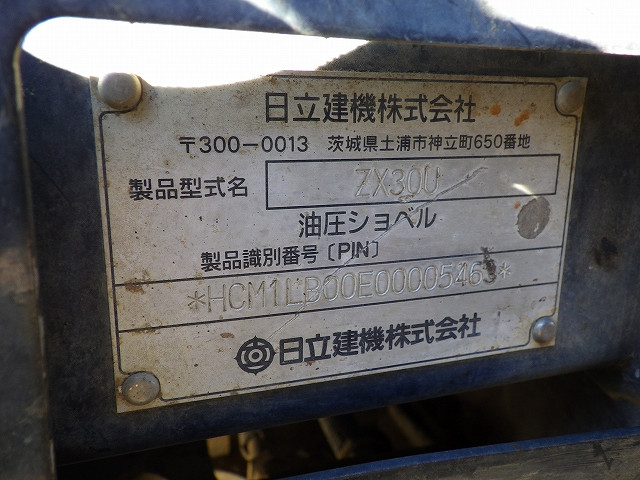 日立建機株式会社
〒300-0013 茨城県土浦市神立町650番地
製品型式名 ZX30U
油圧ショベル
製品識別番号〔PIN〕
*HCM1LB00E00005463*
日立建機株式会社